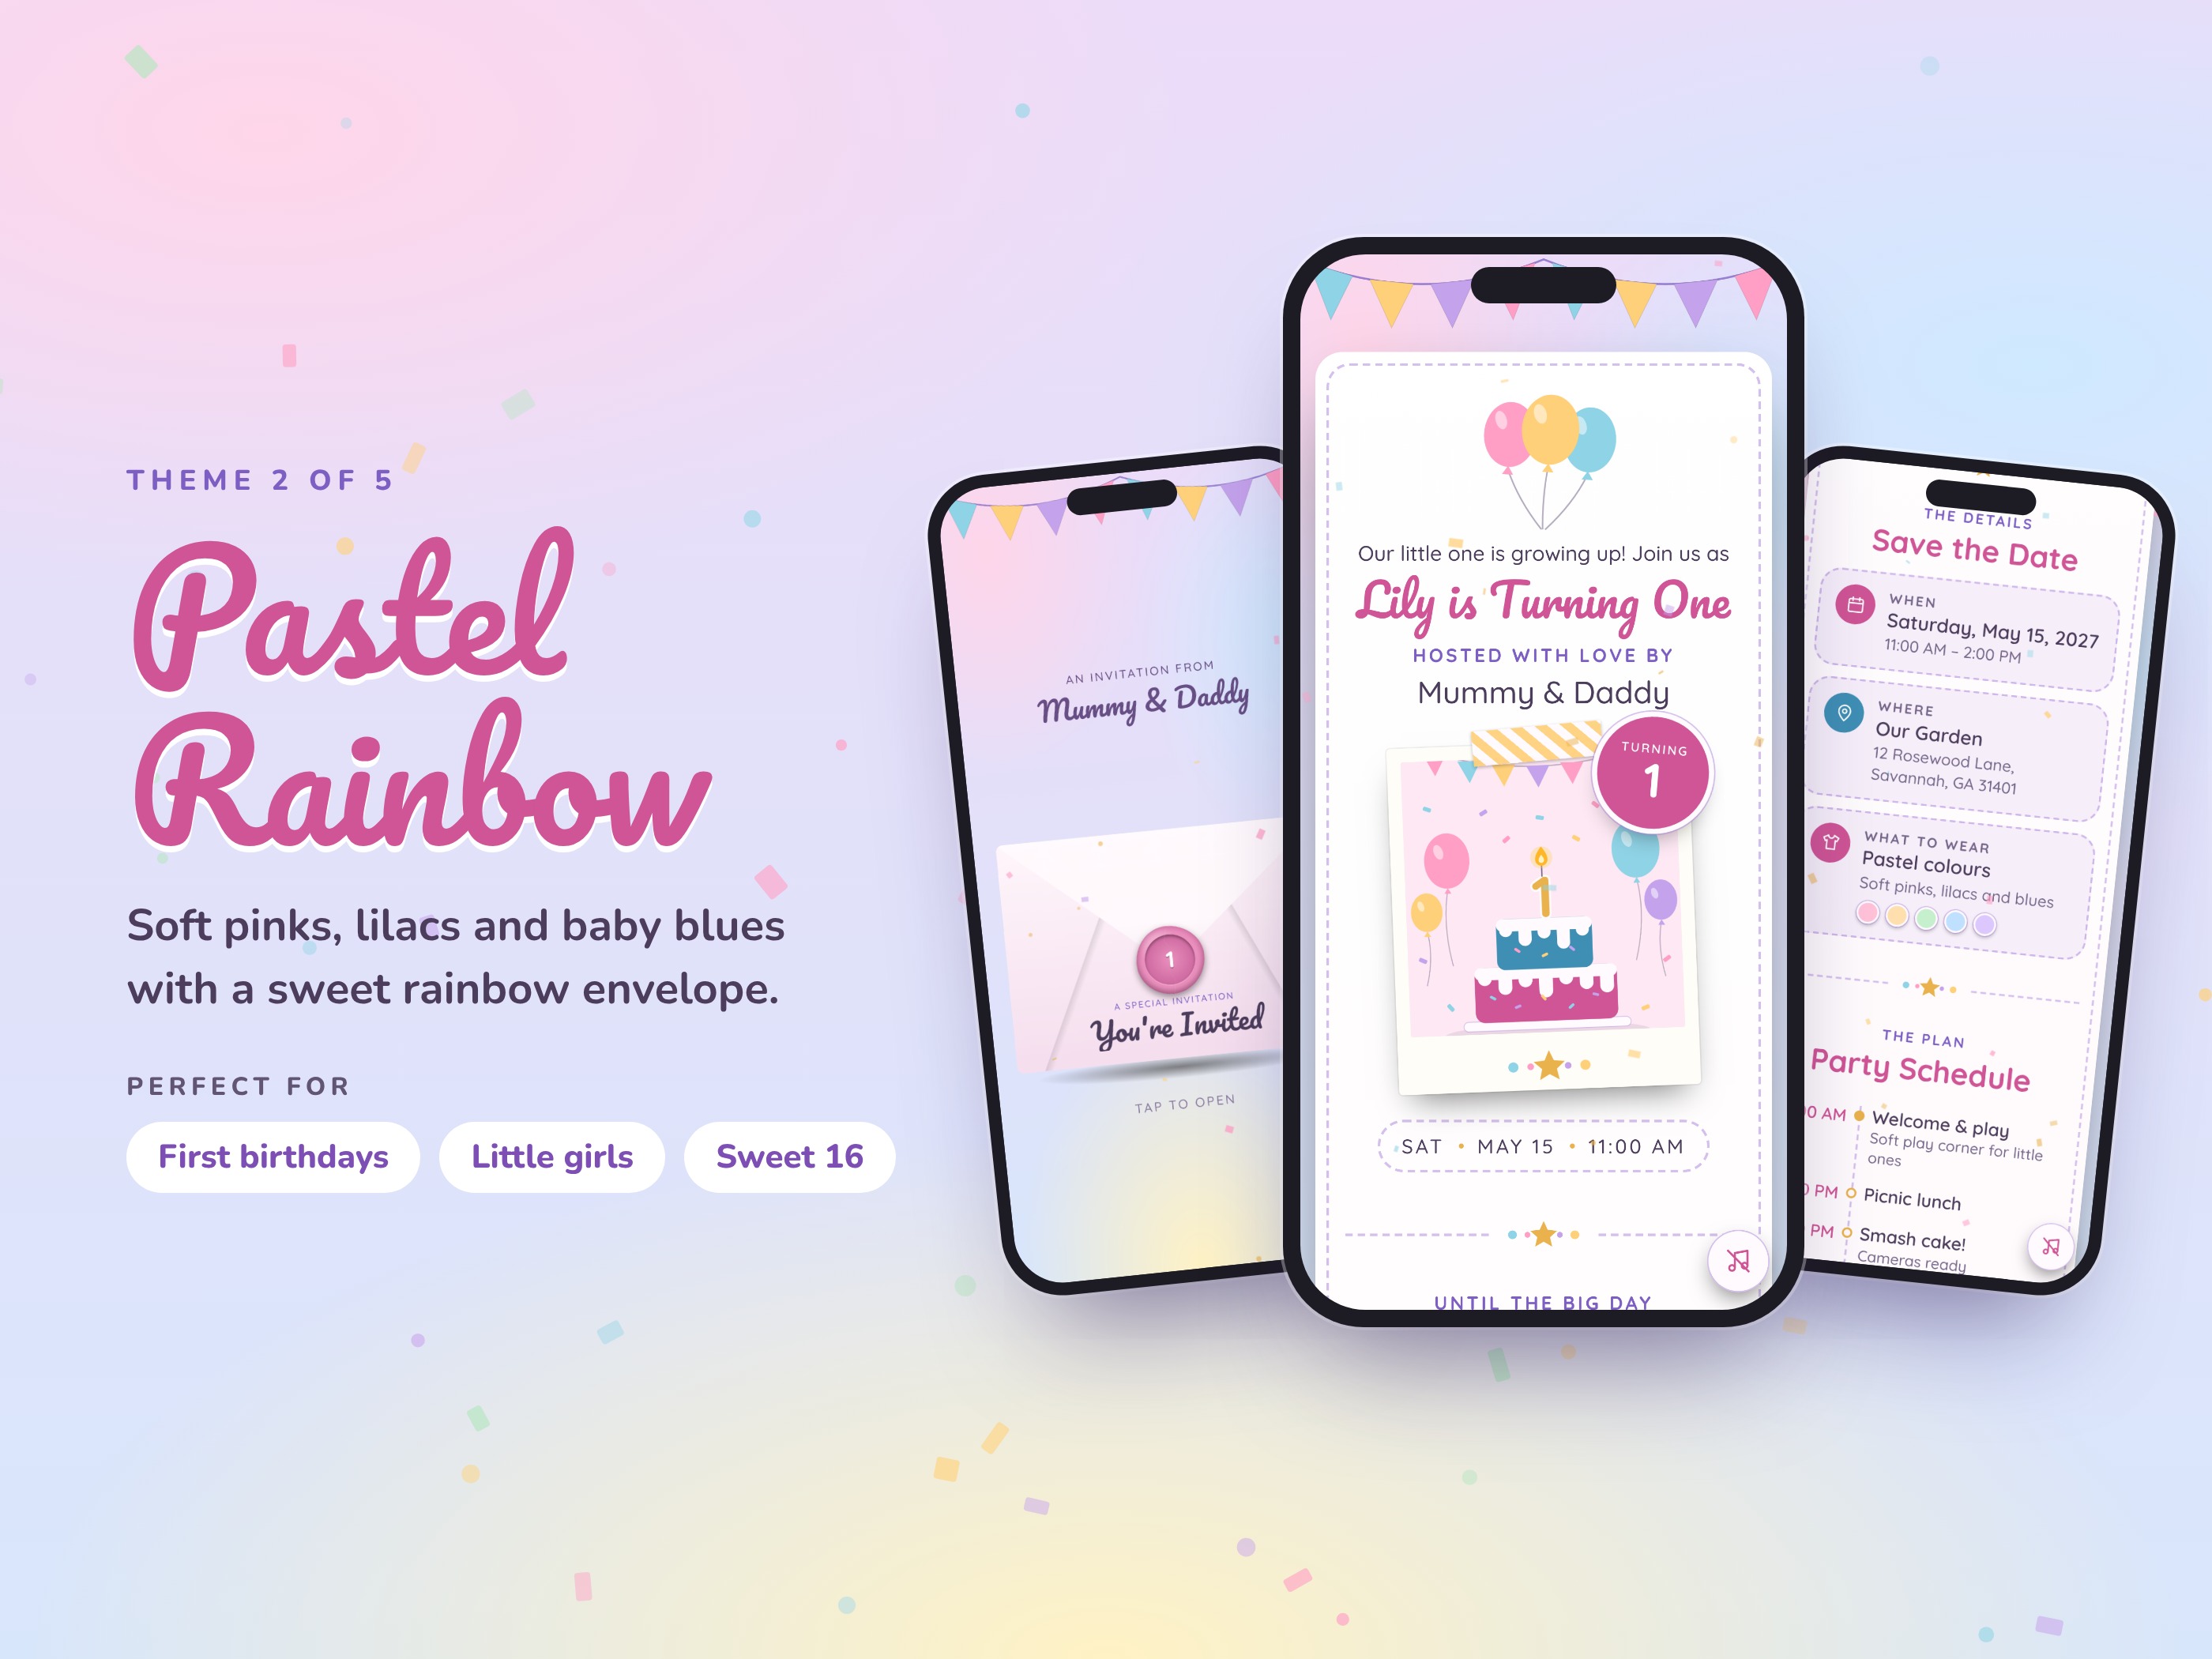 THEME 2 OF 5
Pastel
Rainbow
Soft pinks, lilacs and baby blues
with a sweet rainbow envelope.
PERFECT FOR
First birthdays
Little girls
Sweet 16
AN INVITATION FROM
Mummy & Daddy
1
A SPECIAL INVITATION
You're Invited
TAP TO OPEN
Our little one is growing up! Join us as
Lily is Turning One
HOSTED WITH LOVE BY
Mummy & Daddy
TURNING
1
1
SAT • MAY 15 • 11:00 AM
UNTIL THE BIG DAY
THE DETAILS
Save the Date
WHEN
Saturday, May 15, 2027
11:00 AM – 2:00 PM
WHERE
Our Garden
12 Rosewood Lane,
Savannah, GA 31401
WHAT TO WEAR
Pastel colours
Soft pinks, lilacs and blues
THE PLAN
Party Schedule
AM
Welcome & play
Soft play corner for little
ones
PM
Picnic lunch
PM
Smash cake!
Cameras ready